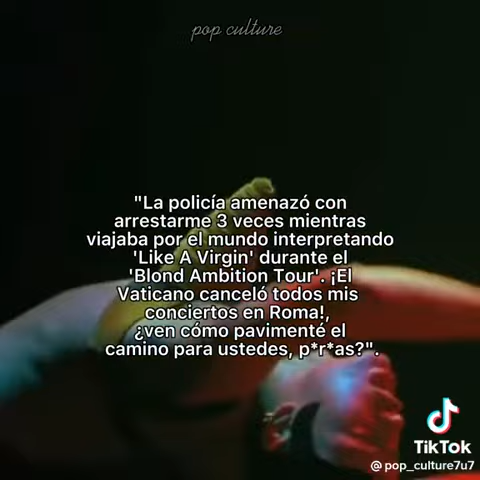 pop culture
"La policía amenazó con
arrestarme 3 veces mientras
viajaba por el mundo interpretando
'Like A Virgin' durante el
'Blond Ambition Tour'. ¡El
Vaticano canceló todos mis
conciertos en Roma!,
¿ven cómo pavimenté el
camino para ustedes, p*r*as?".
TikTok
@pop_culture7u7